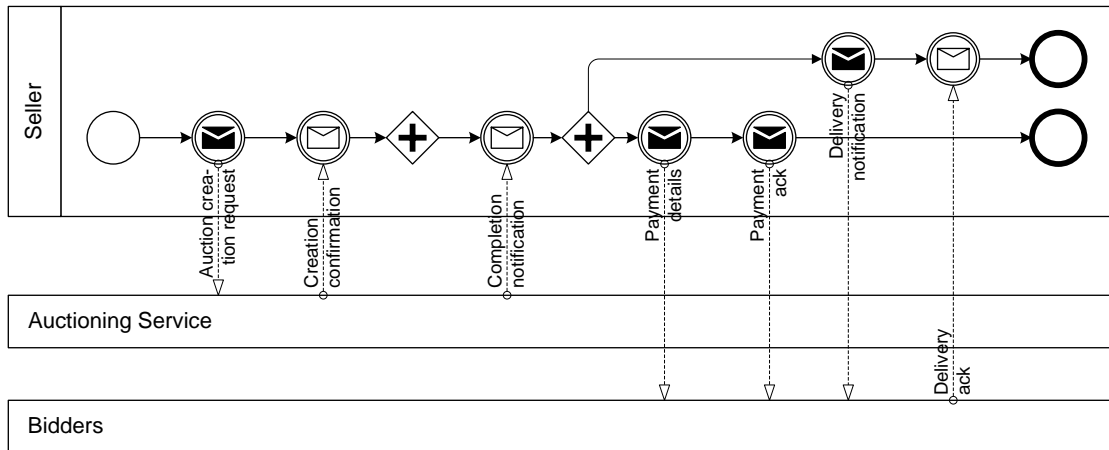 Seller
Auction crea-
tion request
Creation
confirmation
Completion
notification
Payment
details
Payment
ack
Delivery
notification
Delivery
ack
Auctioning Service
Bidders